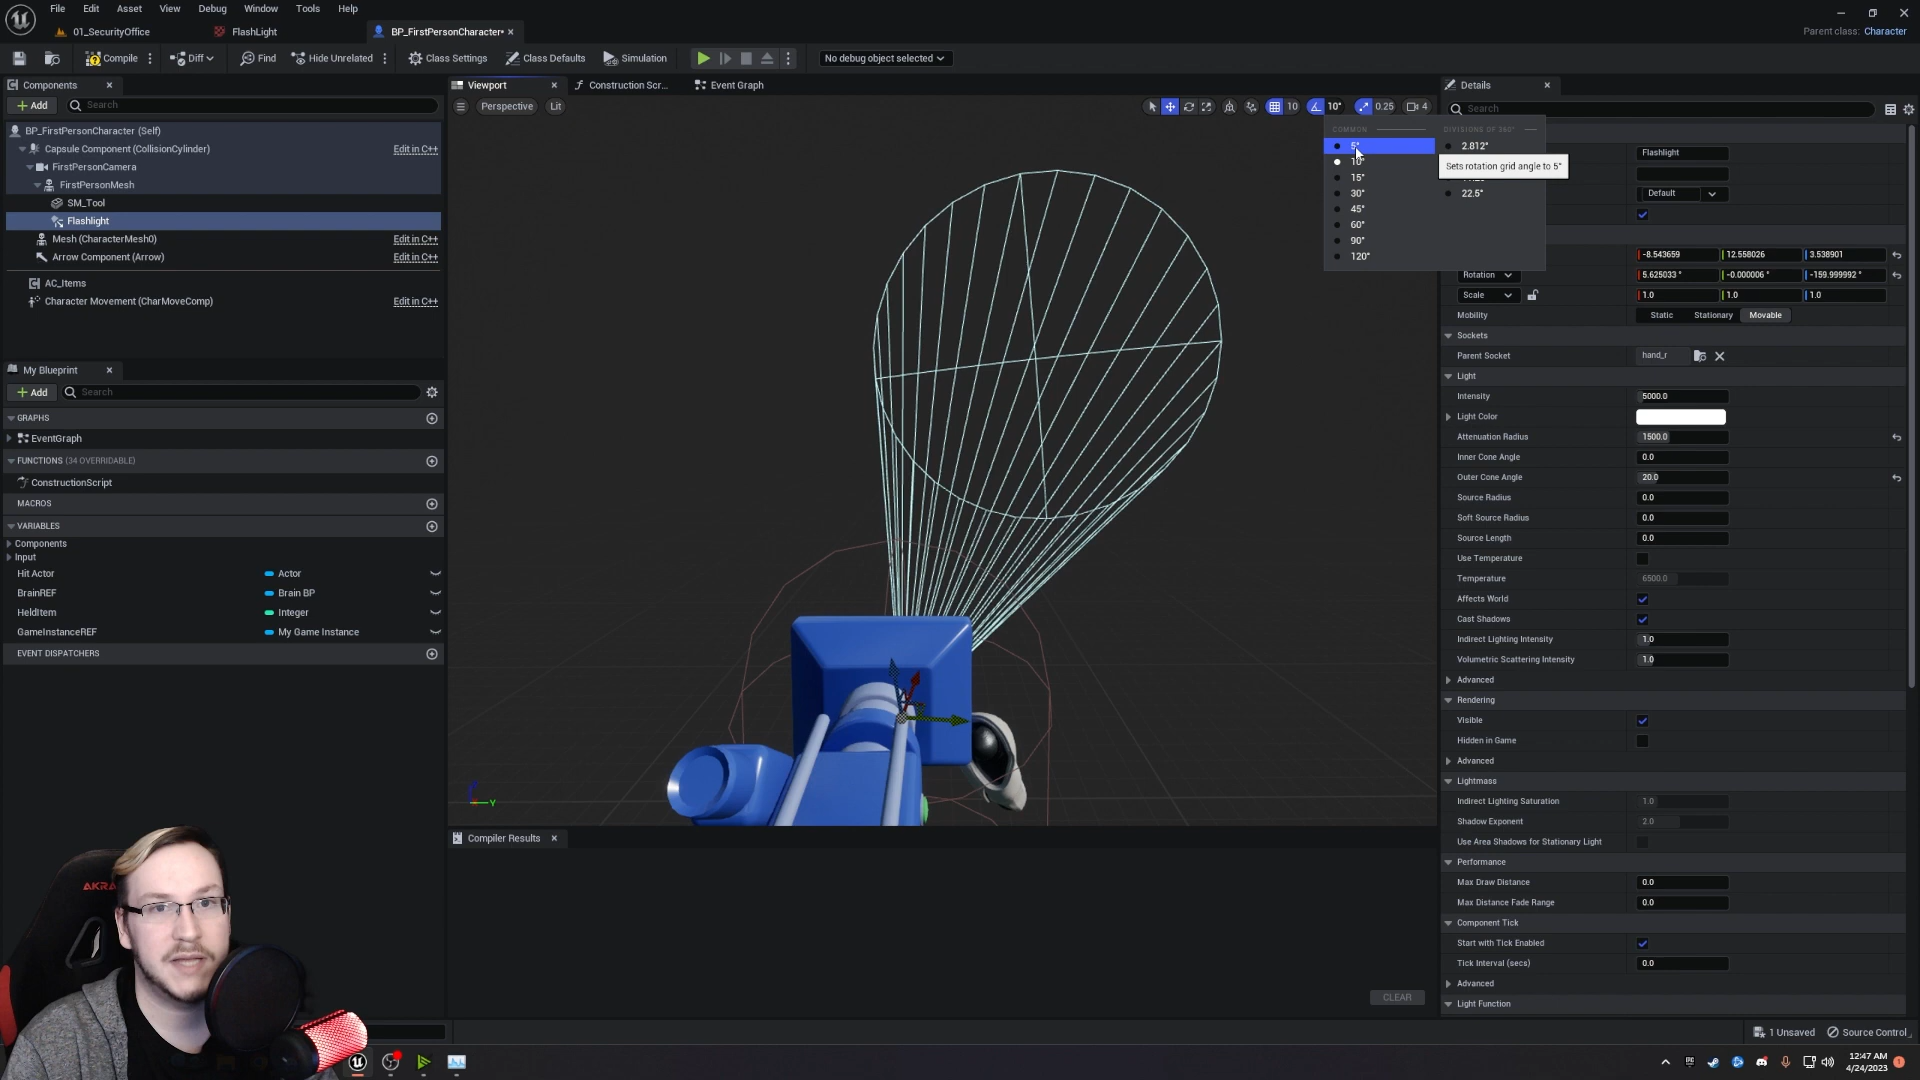 File Edit Asset View Debug Window Tools Help
01_SecurityOffice FlashLight BP_FirstPersonCharacter•
Parent class: Character
Compile Diff Find Hide Unrelated Class Settings Class Defaults Simulation No debug object selected
Components
Add Search
BP_FirstPersonCharacter (Self)
Capsule Component (CollisionCylinder) Edit in C++
FirstPersonCamera
FirstPersonMesh
SM_Tool
Flashlight
Mesh (CharacterMesh0) Edit in C++
Arrow Component (Arrow) Edit in C++
AC_Items
Character Movement (CharMoveComp) Edit in C++
My Blueprint
Add Search
GRAPHS
EventGraph
FUNCTIONS (34 OVERRIDABLE)
ConstructionScript
MACROS
VARIABLES
Components
Input
Hit Actor Actor
BrainREF Brain BP
HeldItem Integer
GameInstanceREF My Game Instance
EVENT DISPATCHERS
Viewport Construction Scr... Event Graph
Perspective Lit
10 10° 0.25 4
COMMON DIVISIONS OF 360°
5° 2.812°
10°
15°
30° 22.5°
45°
60°
90°
120°
Sets rotation grid angle to 5°
Compiler Results
CLEAR
Details
Search
Flashlight
Default
-8.543659 12.558026 3.538901
Rotation 5.625033 ° -0.000006 ° -159.999992 °
Scale 1.0 1.0 1.0
Mobility Static Stationary Movable
Sockets
Parent Socket hand_r
Light
Intensity 5000.0
Light Color
Attenuation Radius 1500.0
Inner Cone Angle 0.0
Outer Cone Angle 20.0
Source Radius 0.0
Soft Source Radius 0.0
Source Length 0.0
Use Temperature
Temperature 6500.0
Affects World
Cast Shadows
Indirect Lighting Intensity 1.0
Volumetric Scattering Intensity 1.0
Advanced
Rendering
Visible
Hidden in Game
Advanced
Lightmass
Indirect Lighting Saturation 1.0
Shadow Exponent 2.0
Use Area Shadows for Stationary Light
Performance
Max Draw Distance 0.0
Max Distance Fade Range 0.0
Component Tick
Start with Tick Enabled
Tick Interval (secs) 0.0
Advanced
Light Function
1 Unsaved Source Control
12:47 AM
4/24/2023
Y